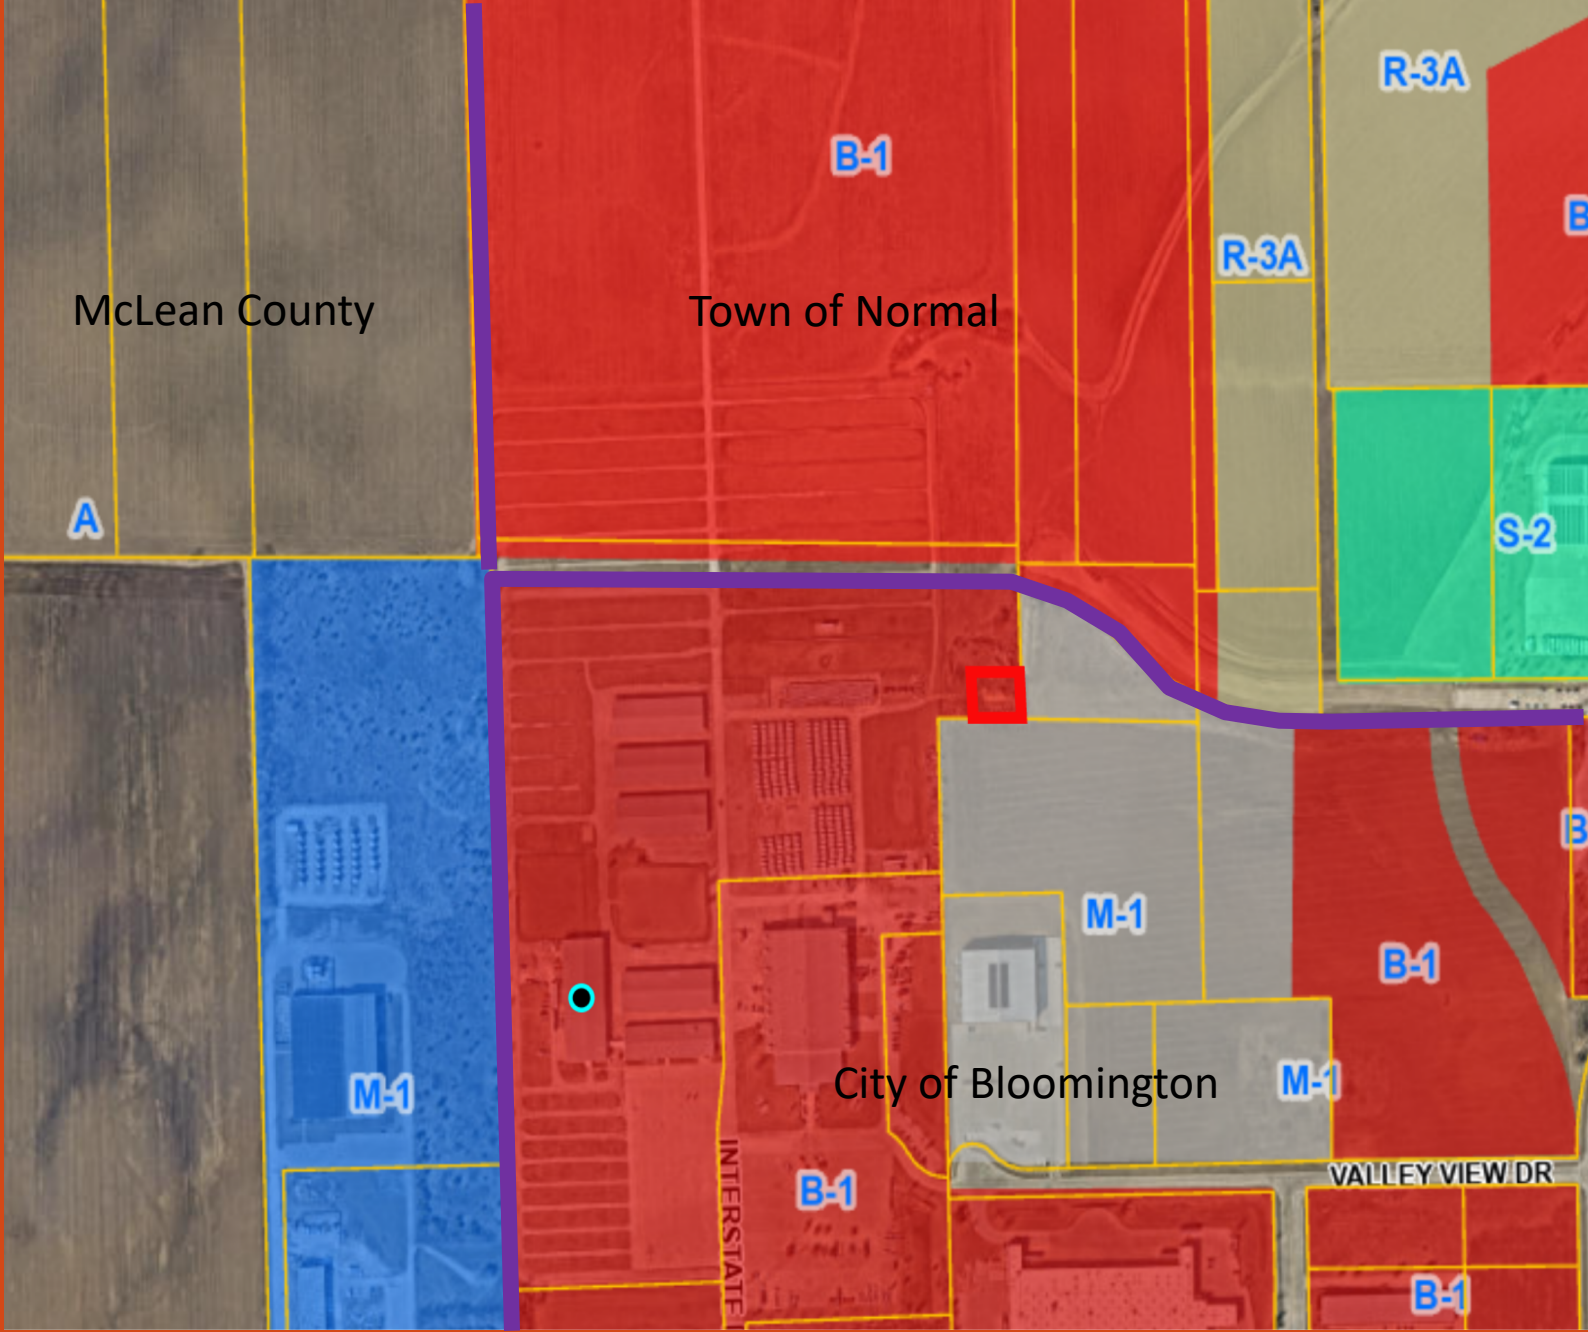 R-3A
B-1
B
R-3A
McLean County
Town of Normal
A
S-2
B
M-1
B-1
City of Bloomington
M-1
M-1
INTERSTATE
VALLEY VIEW DR
B-1
B-1